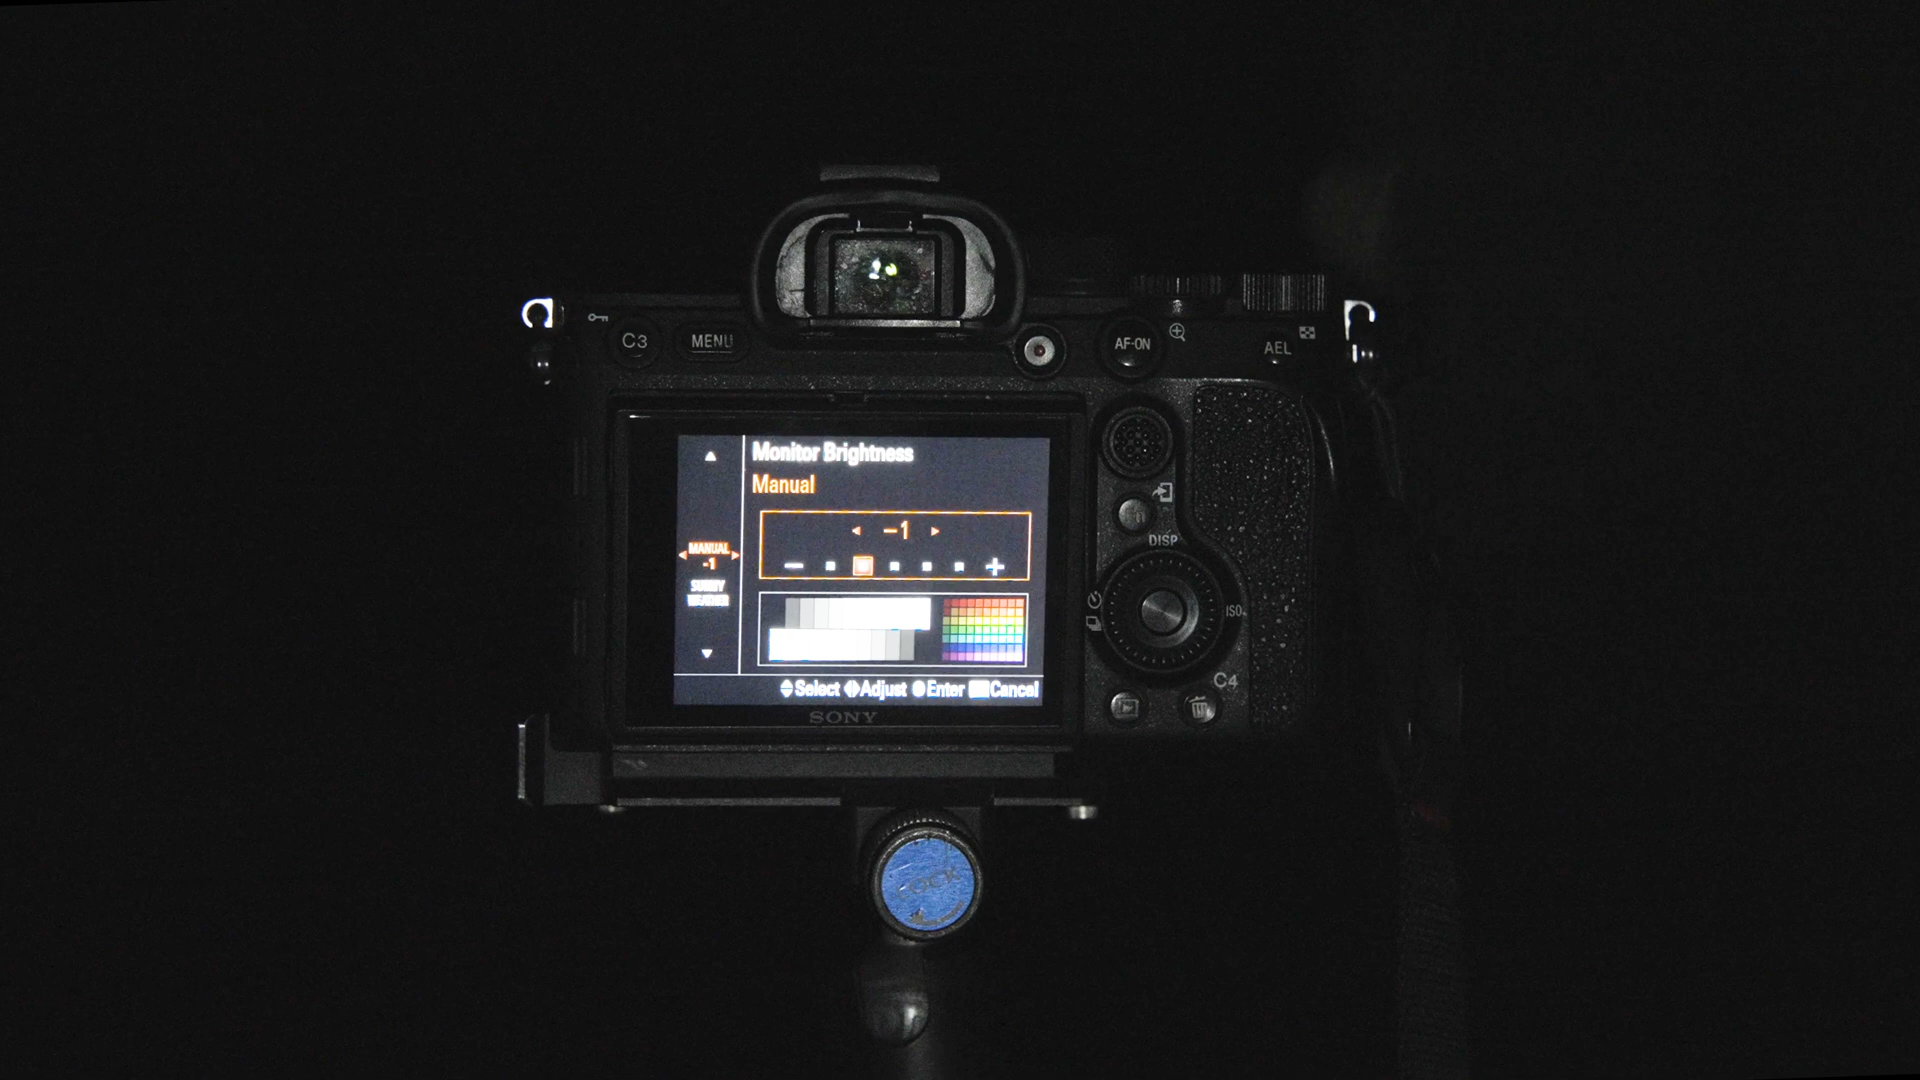 C3
MENU
AF-ON
AEL
Monitor Brightness
Manual
−1
MANUAL
-1
SUNNY
WEATHER
Select Adjust Enter Cancel
SONY
DISP
ISO
C4
LOCK